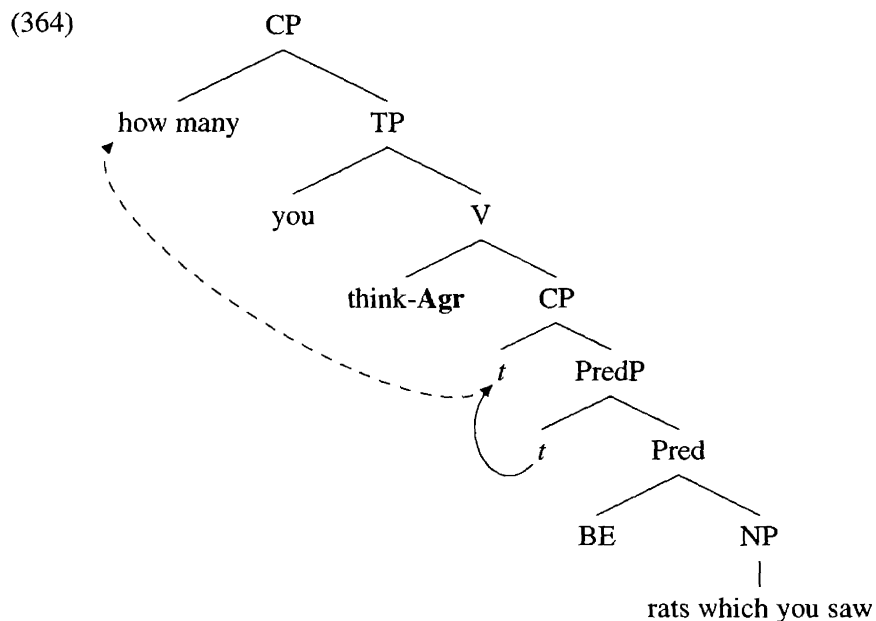 (364) CP
how many TP
you V
think-Agr CP
t PredP
t Pred
BE NP
rats which you saw